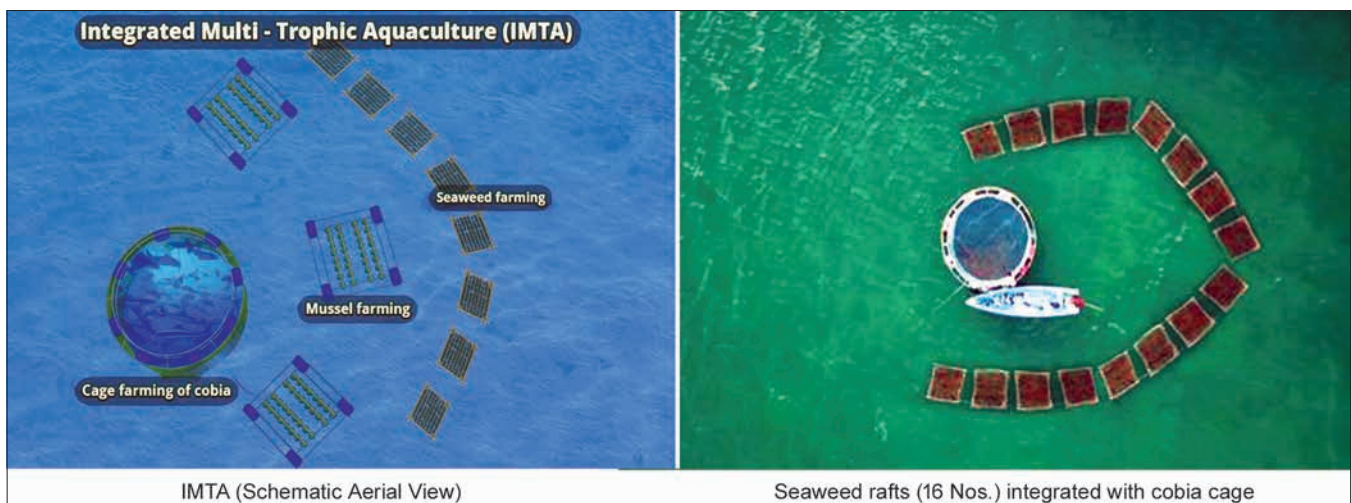 Integrated Multi - Trophic Aquaculture (IMTA)
Seaweed farming
Mussel farming
Cage farming of cobia
IMTA (Schematic Aerial View)
Seaweed rafts (16 Nos.) integrated with cobia cage